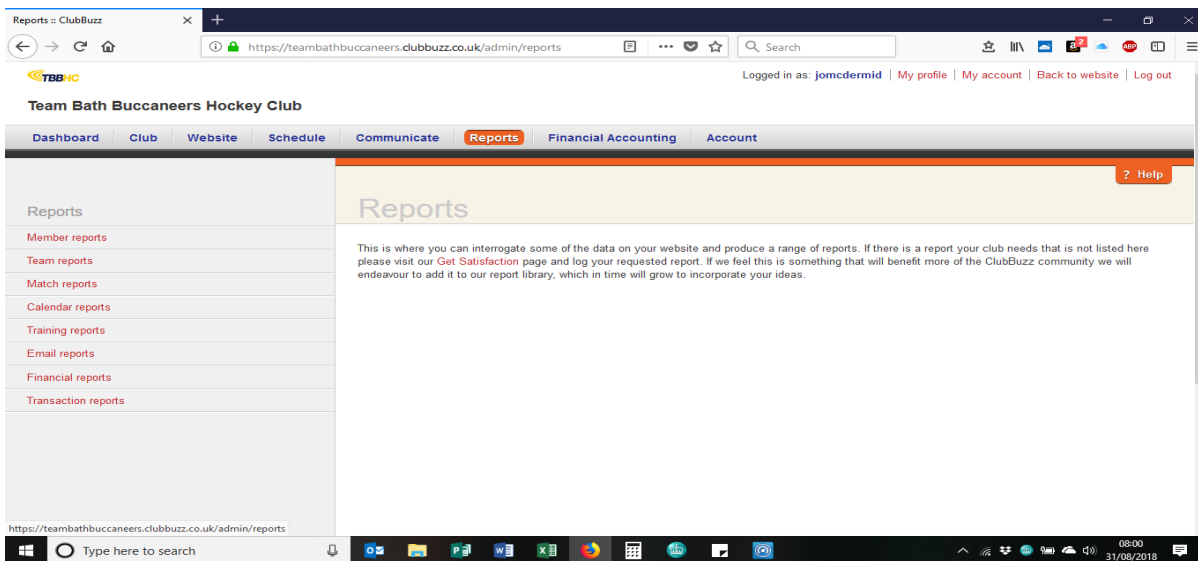 Reports :: ClubBuzz
https://teambathbuccaneers.clubbuzz.co.uk/admin/reports
Search
a 2
ABP
TBBHC
Logged in as: jomcdermid | My profile | My account | Back to website | Log out
Team Bath Buccaneers Hockey Club
Dashboard Club Website Schedule Communicate Reports Financial Accounting Account
? Help
Reports
Reports
Member reports
Team reports
Match reports
Calendar reports
Training reports
Email reports
Financial reports
Transaction reports
This is where you can interrogate some of the data on your website and produce a range of reports. If there is a report your club needs that is not listed here
please visit our Get Satisfaction page and log your requested report. If we feel this is something that will benefit more of the ClubBuzz community we will
endeavour to add it to our report library, which in time will grow to incorporate your ideas.
https://teambathbuccaneers.clubbuzz.co.uk/admin/reports
Type here to search
08:00
31/08/2018